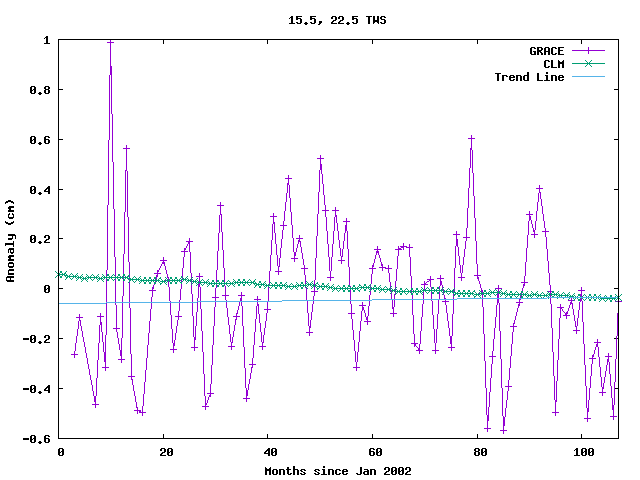 15.5, 22.5 TWS
GRACE
CLM
Trend Line
1
0.8
0.6
0.4
0.2
0
-0.2
-0.4
-0.6
Anomaly (cm)
0 20 40 60 80 100
Months since Jan 2002